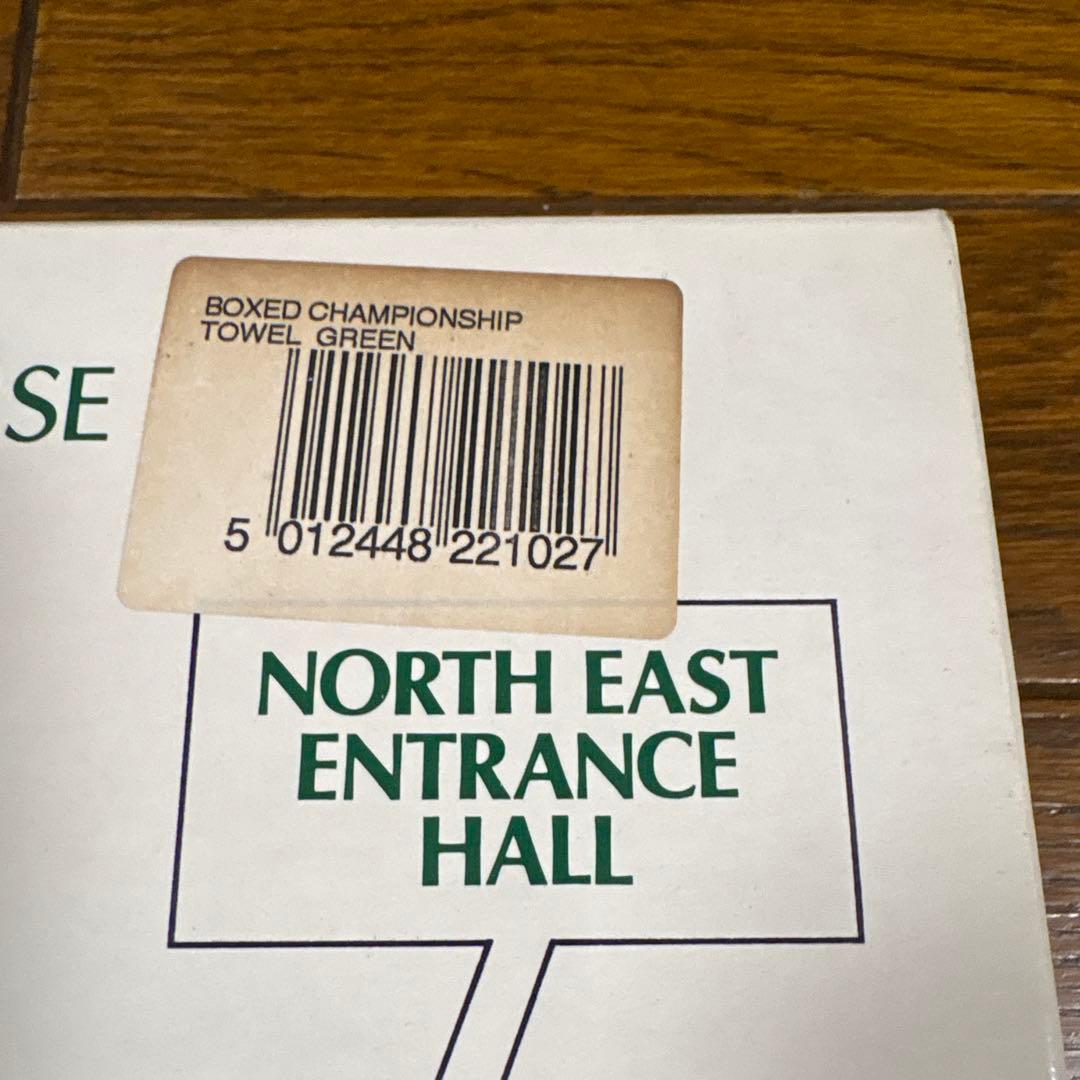 BOXED CHAMPIONSHIP
TOWEL GREEN
SE
5 012448 221027
NORTH EAST
ENTRANCE
HALL